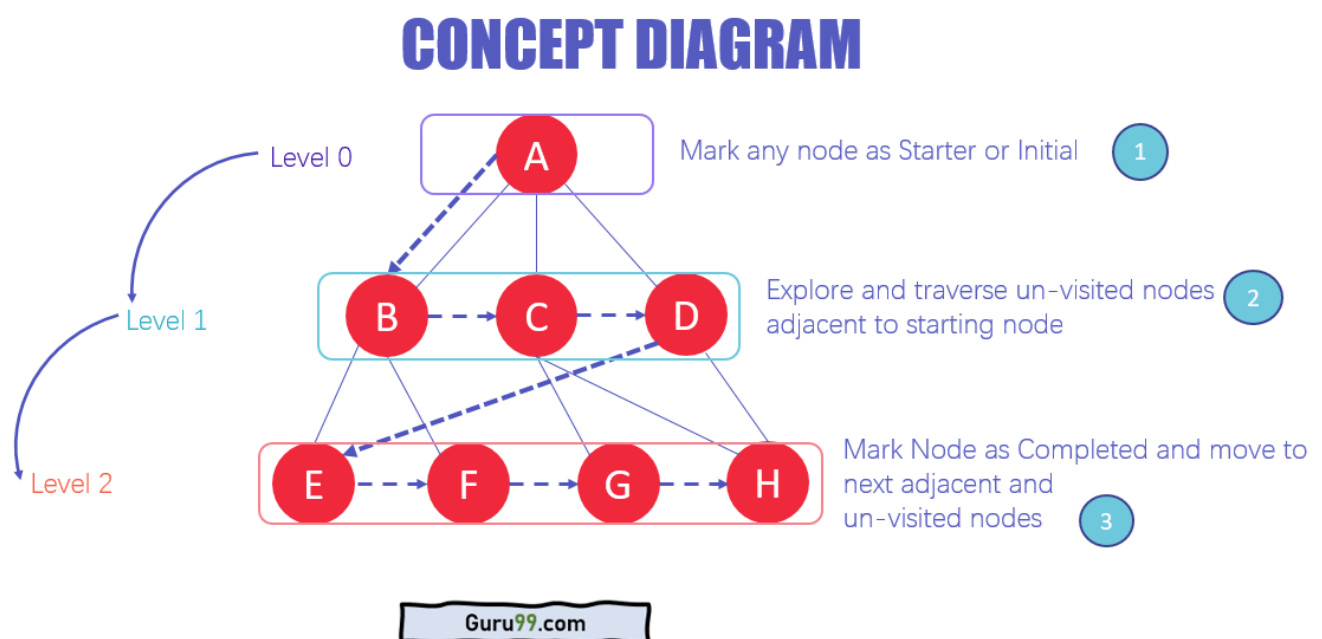 CONCEPT DIAGRAM
Level 0
A
Mark any node as Starter or Initial
1
Level 1
B
C
D
Explore and traverse un-visited nodes
adjacent to starting node
2
Level 2
E
F
G
H
Mark Node as Completed and move to
next adjacent and
un-visited nodes
3
Guru99.com